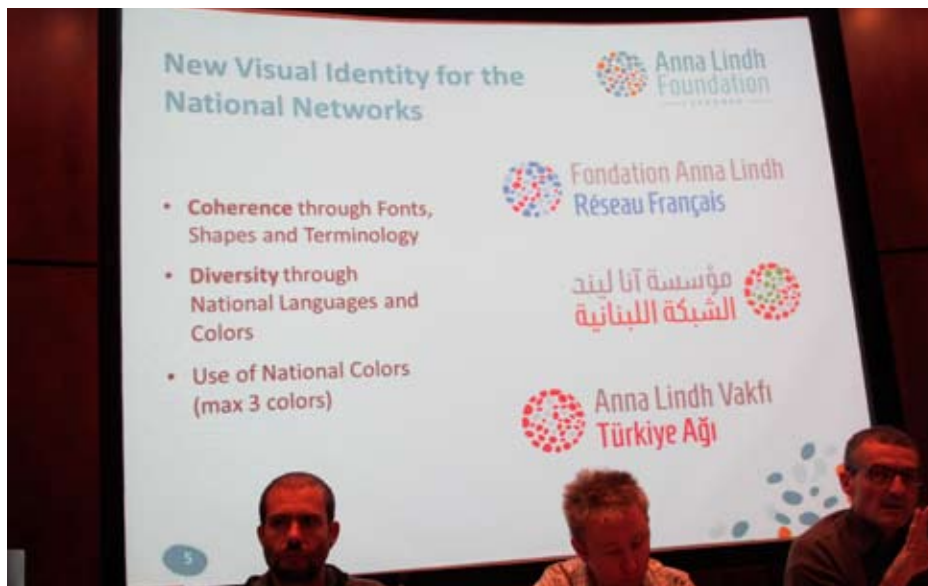 New Visual Identity for the
National Networks
Anna Lindh
Foundation
• Coherence through Fonts,
Shapes and Terminology
• Diversity through
National Languages and
Colors
• Use of National Colors
(max 3 colors)
Fondation Anna Lindh
Réseau Français
مؤسسة آنا ليند
الشبكة اللبنانية
Anna Lindh Vakfı
Türkiye Ağı
5